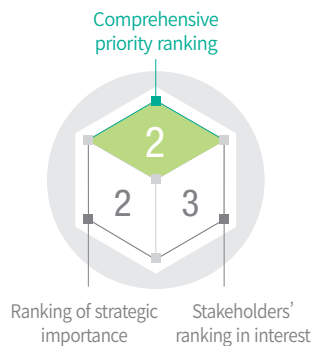 Comprehensive
priority ranking
2
2
3
Ranking of strategic
importance
Stakeholders’
ranking in interest